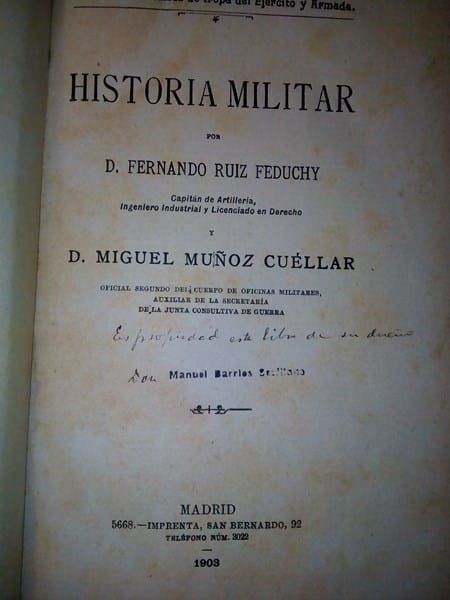 de tropa del Ejército y Armada.
HISTORIA MILITAR
POR
D. FERNANDO RUIZ FEDUCHY
Capitán de Artillería,
Ingeniero Industrial y Licenciado en Derecho
Y
D. MIGUEL MUÑOZ CUÉLLAR
OFICIAL SEGUNDO DEL CUERPO DE OFICINAS MILITARES,
AUXILIAR DE LA SECRETARÍA
DE LA JUNTA CONSULTIVA DE GUERRA
Es propiedad este libro de su dueño
Don Manuel Barrios
MADRID
5668.—IMPRENTA, SAN BERNARDO, 92
TELÉFONO NÚM. 3022
1903